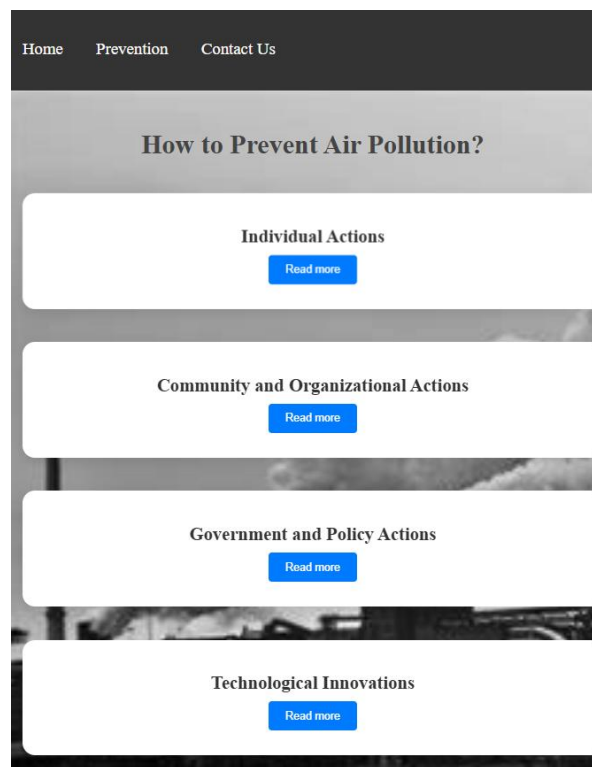 Home Prevention Contact Us
How to Prevent Air Pollution?
Individual Actions
Read more
Community and Organizational Actions
Read more
Government and Policy Actions
Read more
Technological Innovations
Read more